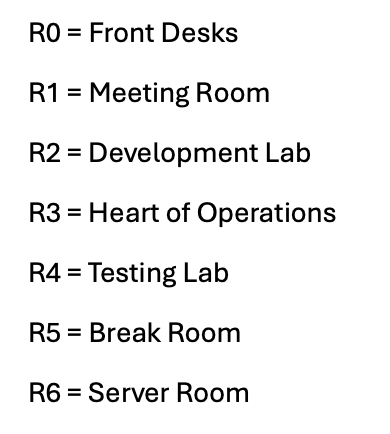 R0 = Front Desks
R1 = Meeting Room
R2 = Development Lab
R3 = Heart of Operations
R4 = Testing Lab
R5 = Break Room
R6 = Server Room